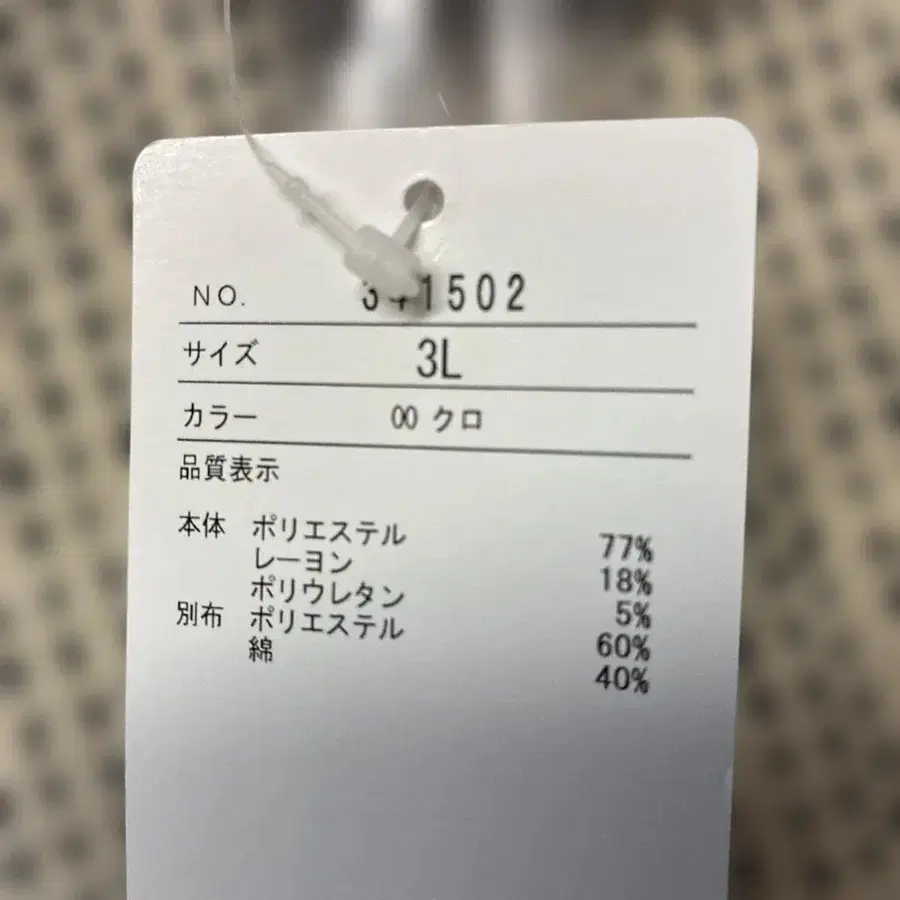 NO. 341502
サイズ 3L
カラー 00 クロ
品質表示
本体 ポリエステル 77%
レーヨン 18%
ポリウレタン 5%
別布 ポリエステル 60%
綿 40%